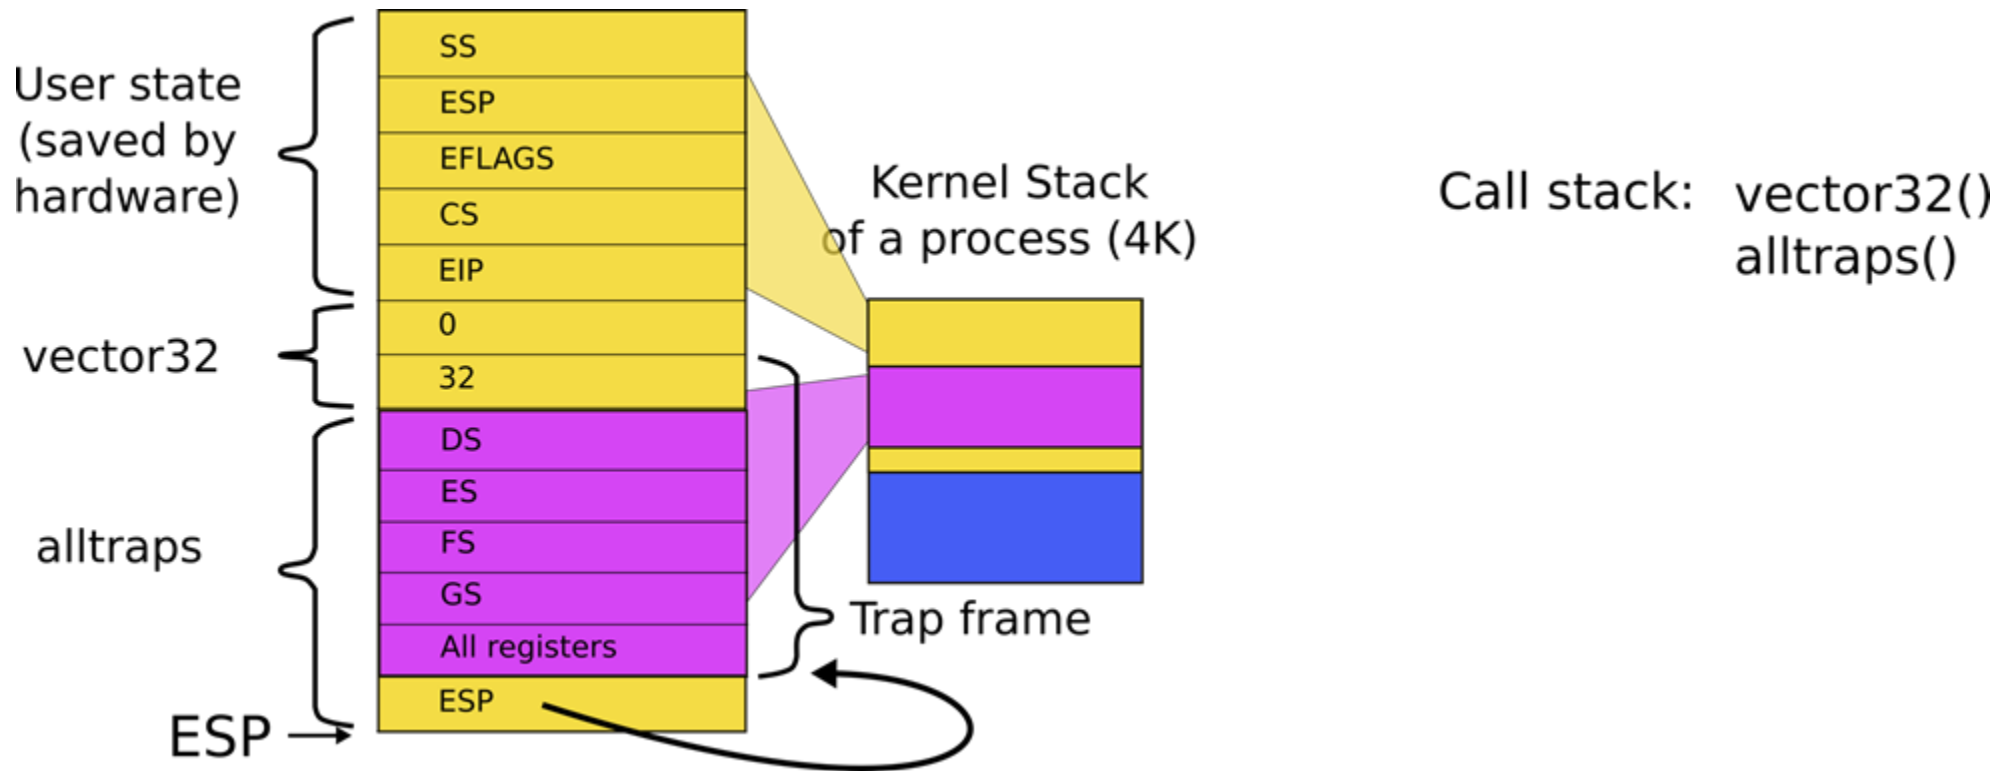 User state
(saved by
hardware)
vector32
alltraps
ESP
SS
ESP
EFLAGS
CS
EIP
0
32
DS
ES
FS
GS
All registers
ESP
Kernel Stack
of a process (4K)
Trap frame
Call stack: vector32()
alltraps()